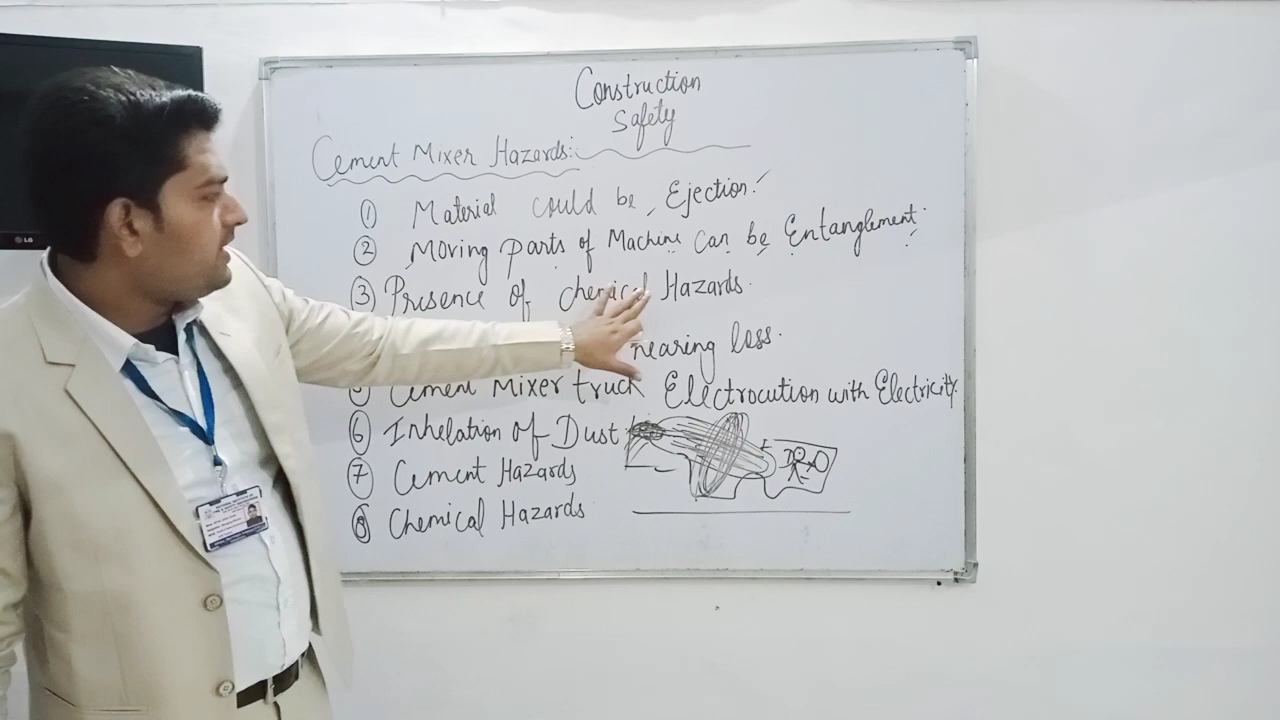 Construction
Safety
Cement Mixer Hazards:
① Material could be Ejection.
② Moving parts of Machine can be Entanglement.
③ Presence of chemical Hazards.
hearing loss.
Cement Mixer truck Electrocution with Electricity.
⑥ Inhelation of Dust
⑦ Cement Hazards
⑧ Chemical Hazards
LG